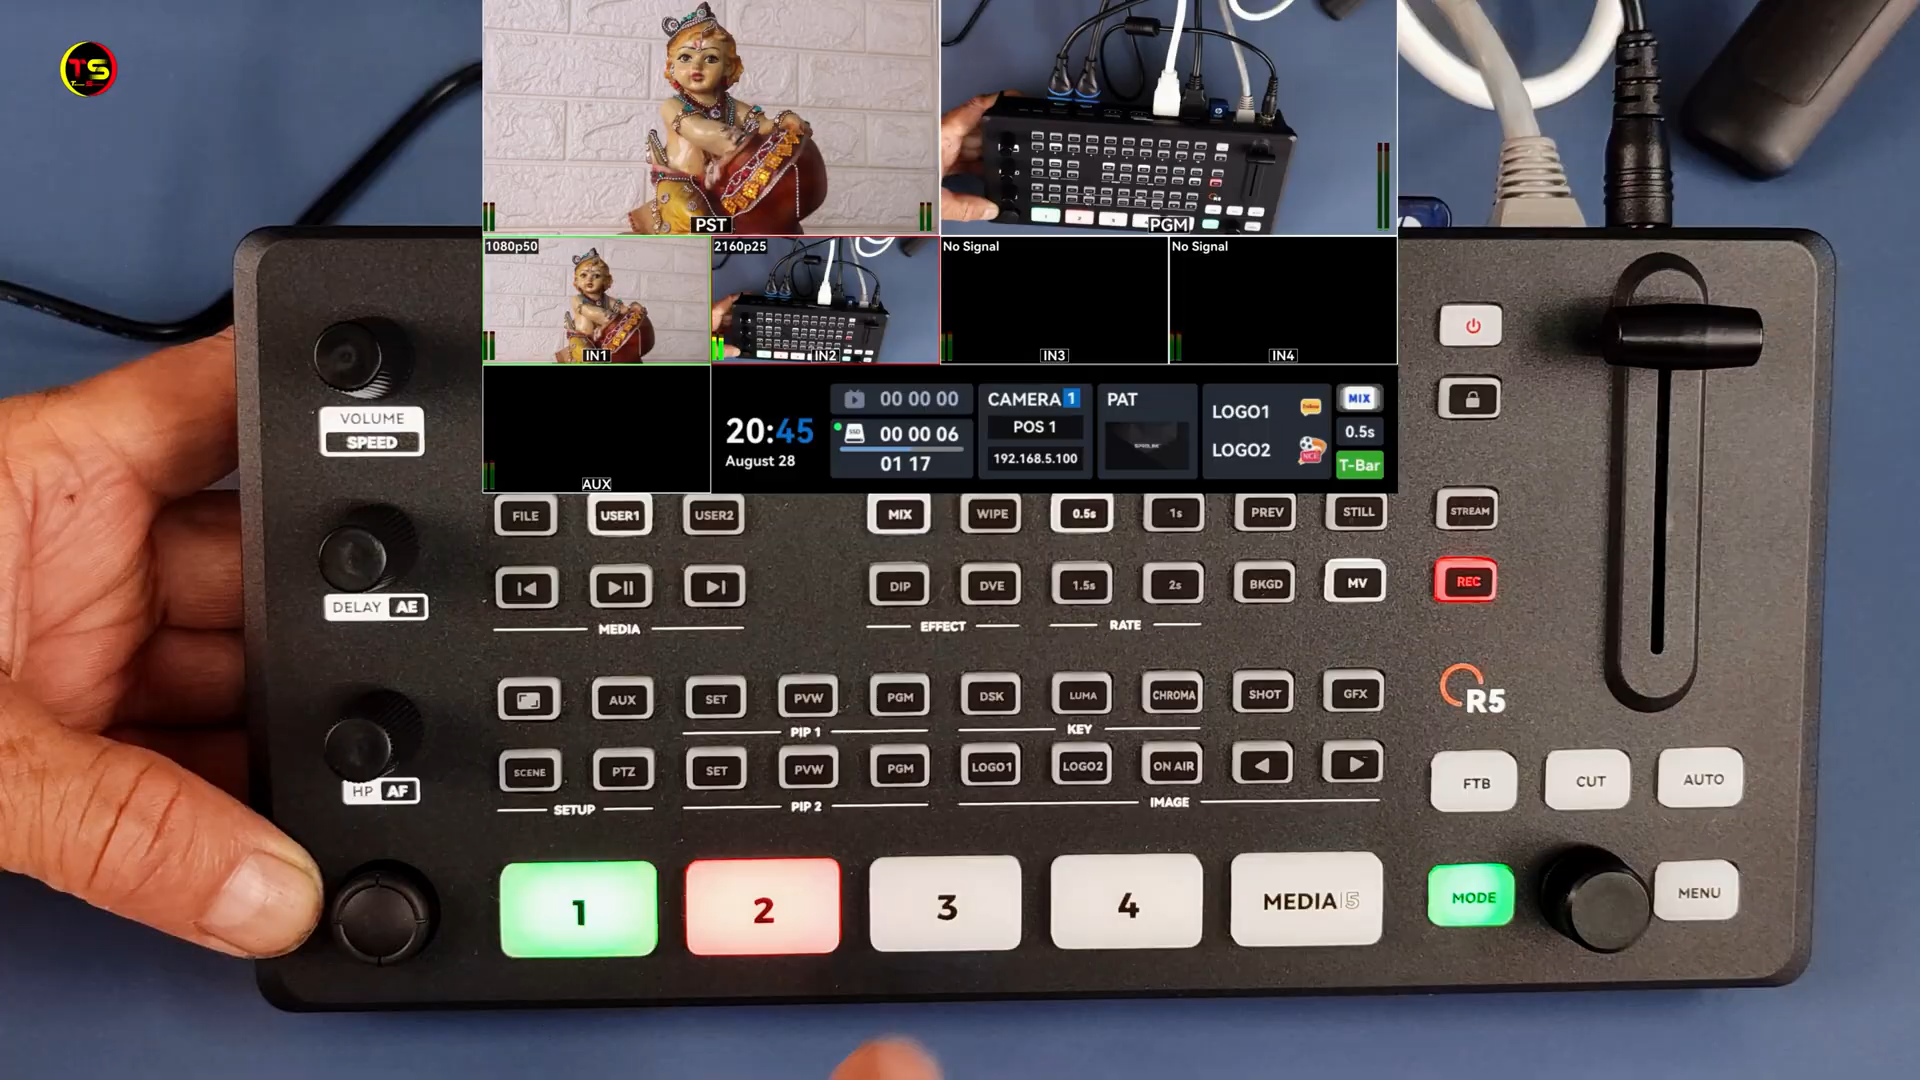 TS
PST
PGM
1080p50
IN1
2160p25
IN2
No Signal
IN3
No Signal
IN4
AUX
20:45
August 28
00 00 00
SSD
00 00 06
01 17
CAMERA 1
POS 1
192.168.5.100
PAT
LOGO1
LOGO2
NICE
MIX
0.5s
T-Bar
VOLUME
SPEED
DELAY AE
HP AF
FILE
USER1
USER2
MEDIA
MIX
WIPE
DIP
DVE
EFFECT
0.5s
1s
1.5s
2s
RATE
PREV
STILL
BKGD
MV
STREAM
REC
AUX
SET
PVW
PGM
PIP 1
DSK
LUMA
CHROMA
KEY
SHOT
GFX
R5
SCENE
PTZ
SETUP
SET
PVW
PGM
PIP 2
LOGO1
LOGO2
ON AIR
IMAGE
FTB
CUT
AUTO
1
2
3
4
MEDIA 5
MODE
MENU